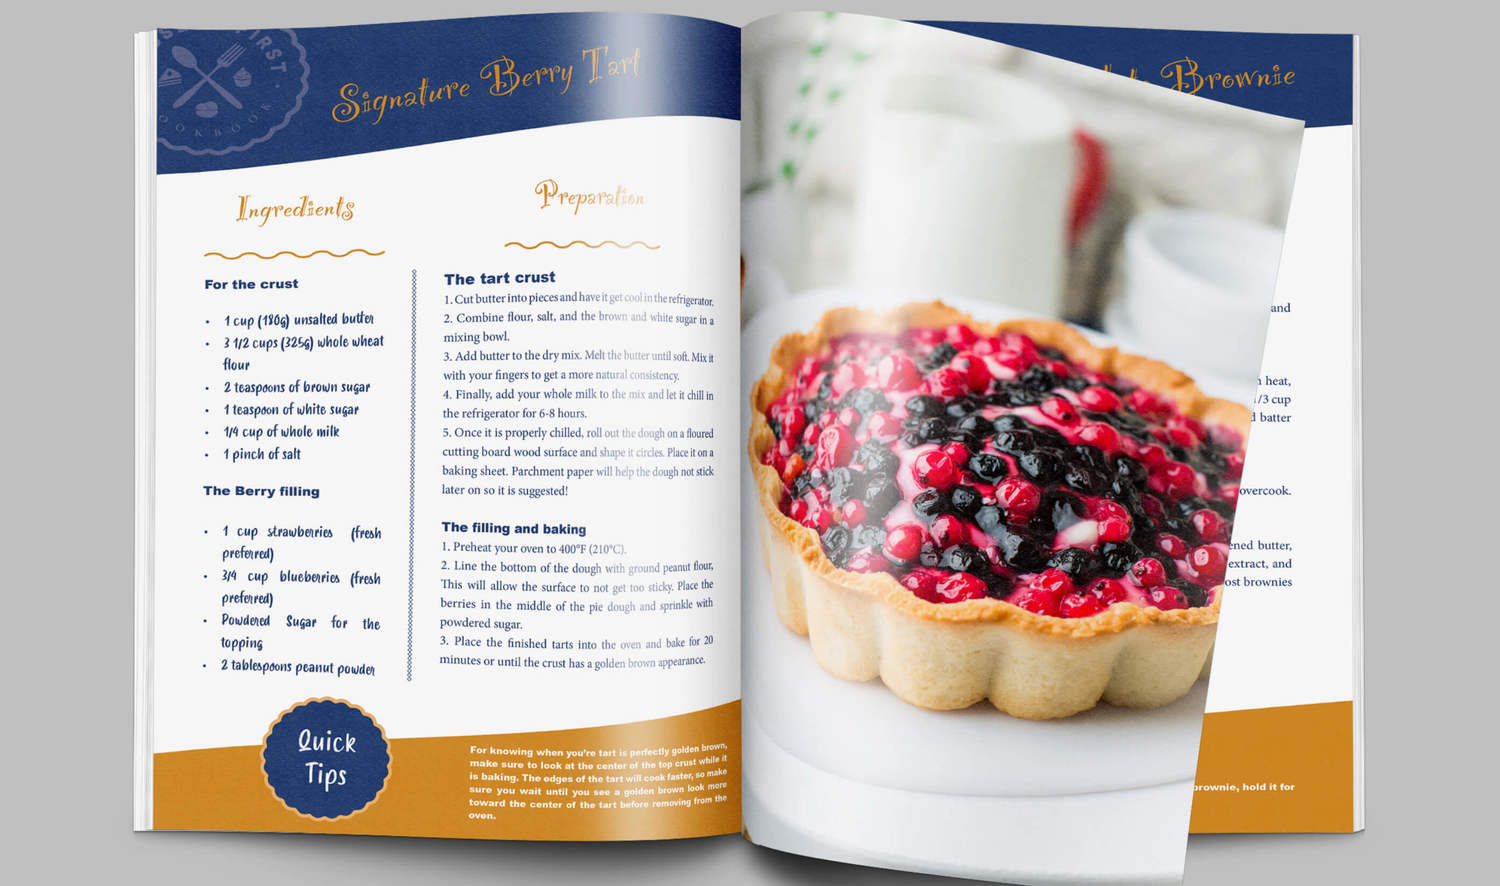 IRST
OOKBOOK
Signature Berry Tart
Ingredients
For the crust
• 1 cup (180g) unsalted butter
• 3 1/2 cups (325g) whole wheat
flour
• 2 teaspoons of brown sugar
• 1 teaspoon of white sugar
• 1/4 cup of whole milk
• 1 pinch of salt
The Berry filling
• 1 cup strawberries (fresh
preferred)
• 3/4 cup blueberries (fresh
preferred)
• Powdered Sugar for the
topping
• 2 tablespoons peanut powder
Preparation
The tart crust
1. Cut butter into pieces and have it get cool in the refrigerator.
2. Combine flour, salt, and the brown and white sugar in a
mixing bowl.
3. Add butter to the dry mix. Melt the butter until soft. Mix it
with your fingers to get a more natural consistency.
4. Finally, add your whole milk to the mix and let it chill in
the refrigerator for 6-8 hours.
5. Once it is properly chilled, roll out the dough on a floured
cutting board wood surface and shape it circles. Place it on a
baking sheet. Parchment paper will help the dough not stick
later on so it is suggested!
The filling and baking
1. Preheat your oven to 400°F (210°C).
2. Line the bottom of the dough with ground peanut flour,
This will allow the surface to not get too sticky. Place the
berries in the middle of the pie dough and sprinkle with
powdered sugar.
3. Place the finished tarts into the oven and bake for 20
minutes or until the crust has a golden brown appearance.
Quick
Tips
For knowing when you're tart is perfectly golden brown,
make sure to look at the center of the top crust while it
is baking. The edges of the tart will cook faster, so make
sure you wait until you see a golden brown look more
toward the center of the tart before removing from the
oven.
Brownie
and
heat,
/3 cup
batter
overcook.
ened butter,
extract, and
ost brownies
brownie, hold it for